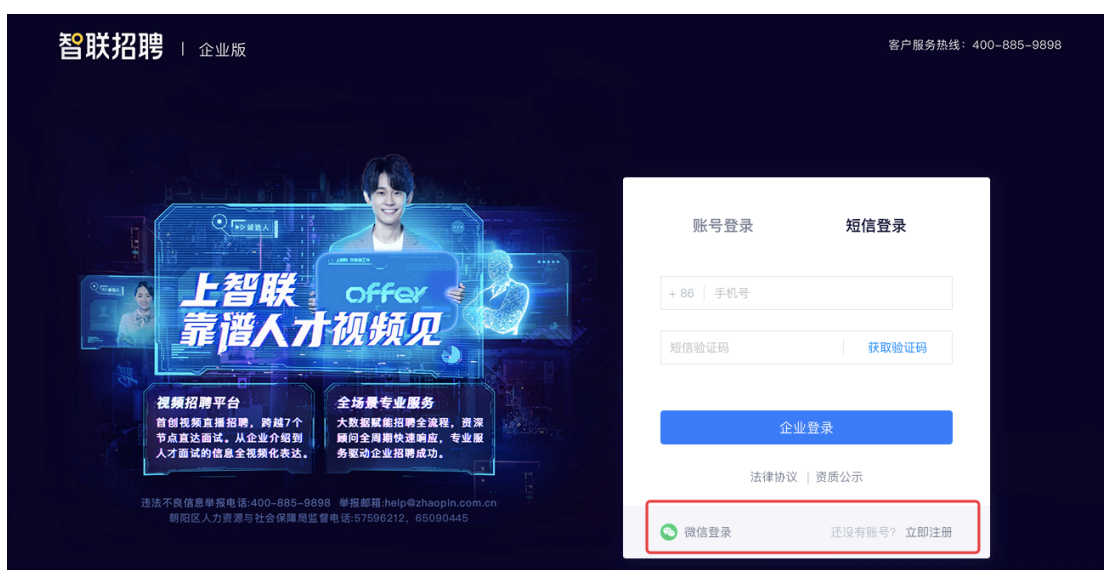 智联招聘 | 企业版
客户服务热线：400-885-9898
候选人
上智联
offer
靠谱人才视频见
视频招聘平台
首创视频直播招聘，跨越7个
节点直达面试。从企业介绍到
人才面试的信息全视频化表达。
全场景专业服务
大数据赋能招聘全流程，资深
顾问全周期快速响应，专业服
务驱动企业招聘成功。
违法不良信息举报电话:400-885-9898 举报邮箱:help@zhaopin.com.cn
朝阳区人力资源与社会保障局监督电话:57596212，65090445
账号登录 短信登录
+ 86 手机号
短信验证码 获取验证码
企业登录
法律协议 | 资质公示
微信登录 还没有账号? 立即注册